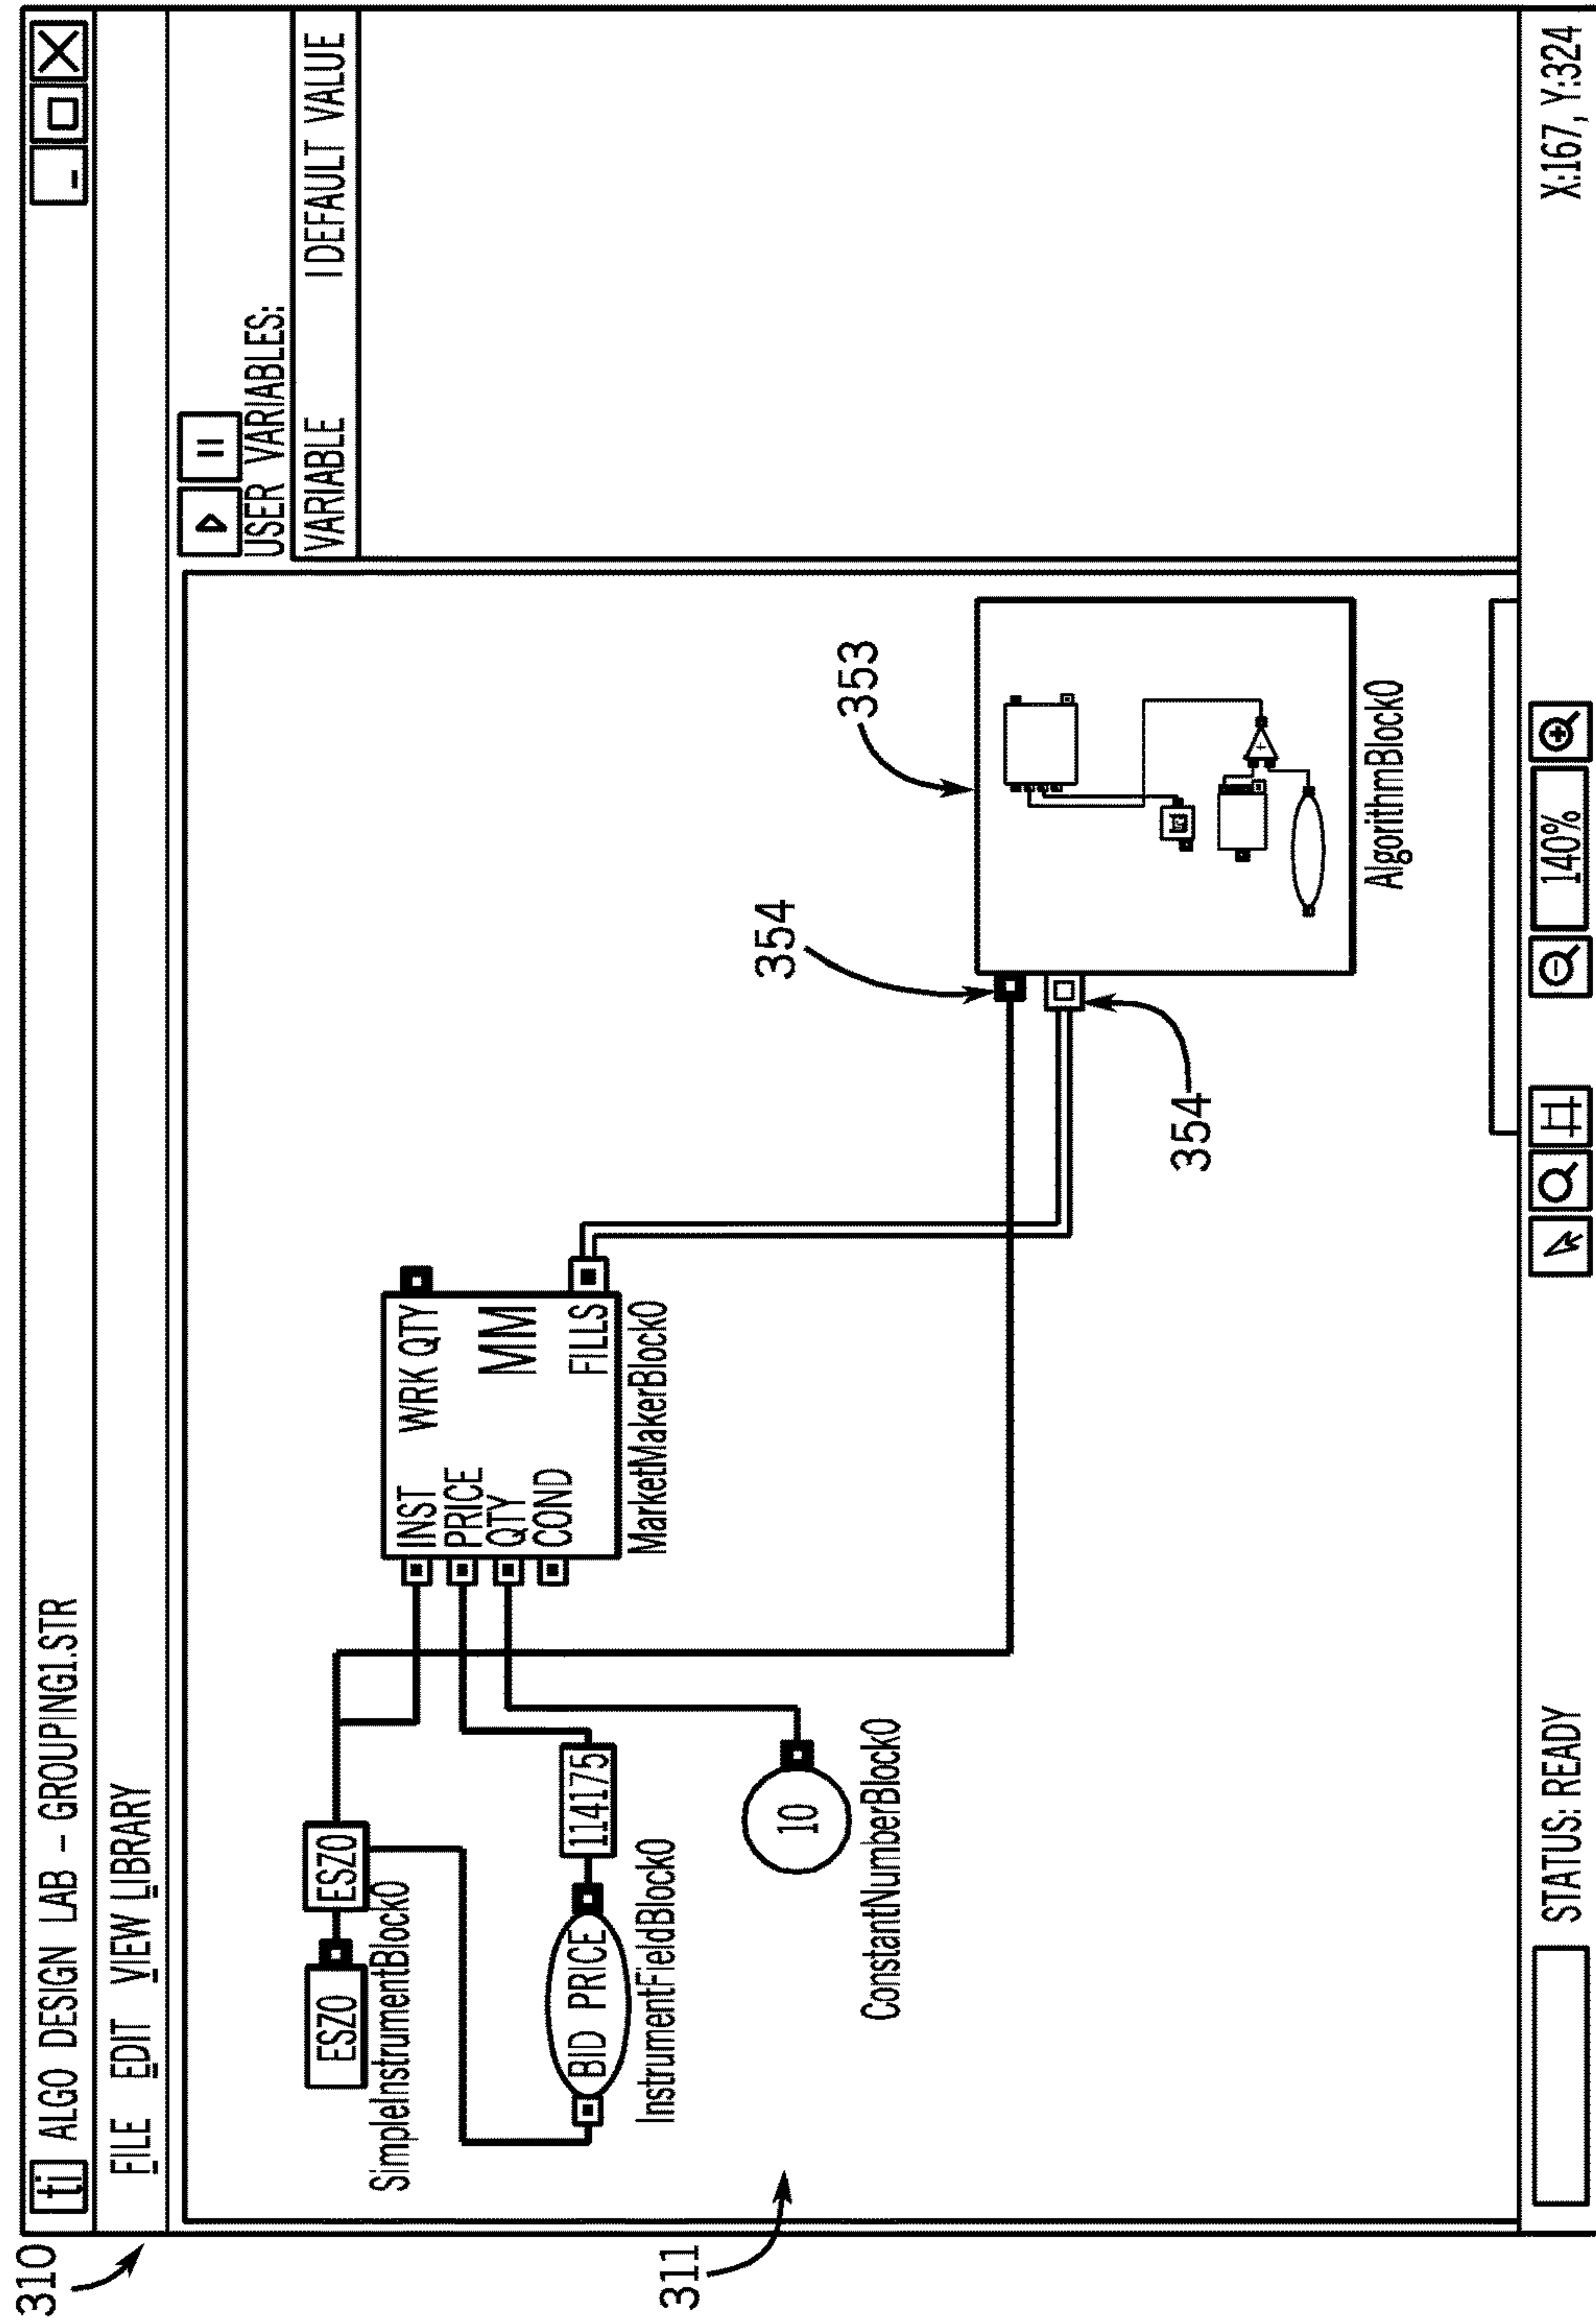 310
ti ALGO DESIGN LAB – GROUPING1.STR
FILE EDIT VIEW LIBRARY
USER VARIABLES:
VARIABLE | DEFAULT VALUE
311
ESZ0
ESZ0
SimpleInstrumentBlock0
BID PRICE
114175
InstrumentFieldBlock0
10
ConstantNumberBlock0
INST WRK QTY
PRICE
QTY MM
COND FILLS
MarketMakerBlock0
354
354
353
+
AlgorithmBlock0
STATUS: READY
140%
X:167, Y:324